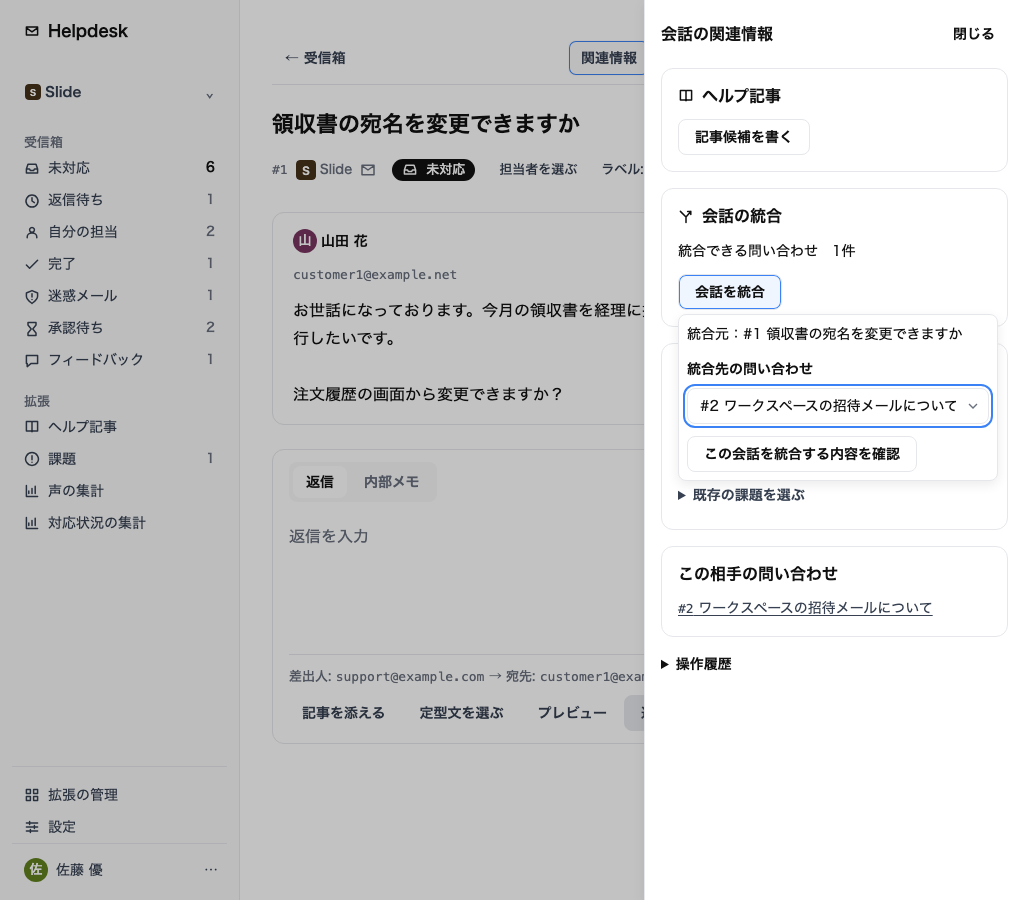 Helpdesk
S Slide
受信箱
未対応 6
返信待ち 1
自分の担当 2
完了 1
迷惑メール 1
承認待ち 2
フィードバック 1
拡張
ヘルプ記事
課題 1
声の集計
対応状況の集計
拡張の管理
設定
佐 佐藤 優 …
← 受信箱
関連情報
領収書の宛名を変更できますか
#1 S Slide 未対応 担当者を選ぶ ラベル:
山 山田 花
customer1@example.net
お世話になっております。今月の領収書を経理に
行したいです。
注文履歴の画面から変更できますか？
返信 内部メモ
返信を入力
差出人: support@example.com → 宛先: customer1@exam
記事を添える 定型文を選ぶ プレビュー
会話の関連情報 閉じる
ヘルプ記事
記事候補を書く
会話の統合
統合できる問い合わせ 1件
会話を統合
統合元：#1 領収書の宛名を変更できますか
統合先の問い合わせ
#2 ワークスペースの招待メールについて
この会話を統合する内容を確認
▶ 既存の課題を選ぶ
この相手の問い合わせ
#2 ワークスペースの招待メールについて
▶ 操作履歴